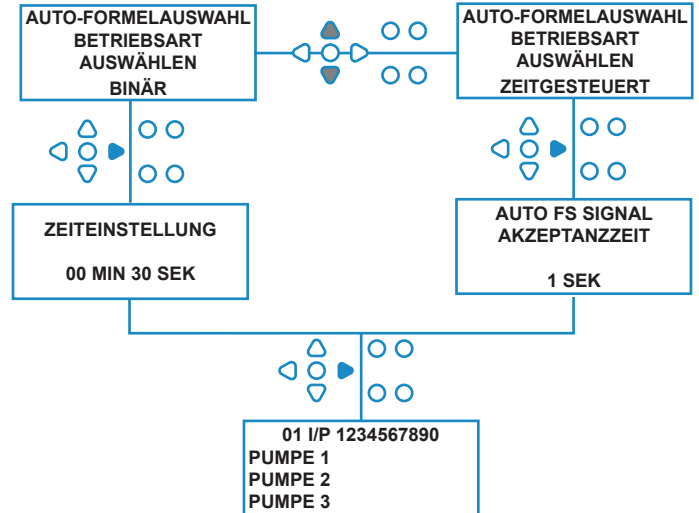 AUTO-FORMELAUSWAHL
BETRIEBSART
AUSWÄHLEN
BINÄR
AUTO-FORMELAUSWAHL
BETRIEBSART
AUSWÄHLEN
ZEITGESTEUERT
ZEITEINSTELLUNG
00 MIN 30 SEK
AUTO FS SIGNAL
AKZEPTANZZEIT
1 SEK
01 I/P 1234567890
PUMPE 1
PUMPE 2
PUMPE 3